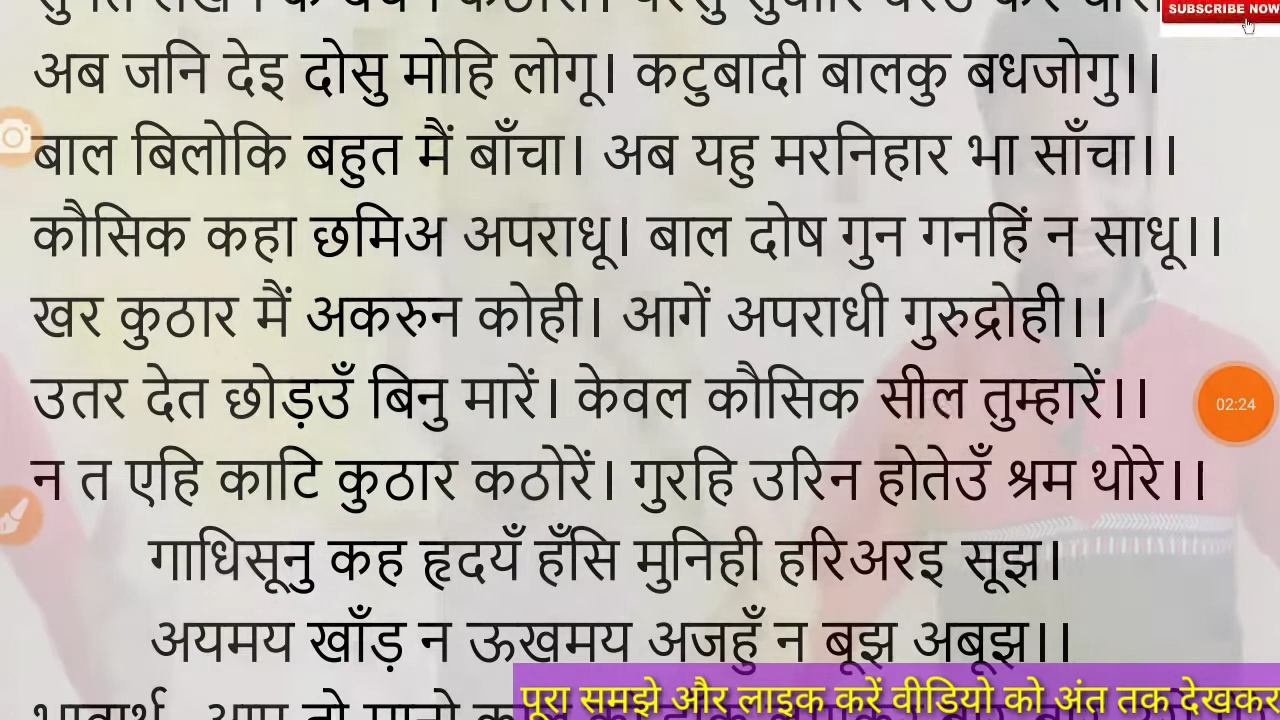 SUBSCRIBE NOW
अब जनि देइ दोसु मोहि लोगू। कटुबादी बालकु बधजोगु।।
बाल बिलोकि बहुत मैं बाँचा। अब यहु मरनिहार भा साँचा।।
कौसिक कहा छमिअ अपराधू। बाल दोष गुन गनहिं न साधू।।
खर कुठार मैं अकरुन कोही। आगें अपराधी गुरुद्रोही।।
उतर देत छोड़उँ बिनु मारें। केवल कौसिक सील तुम्हारें।।
02:24
न त एहि काटि कुठार कठोरें। गुरहि उरिन होतेउँ श्रम थोरे।।
गाधिसूनु कह हृदयँ हँसि मुनिही हरिअरइ सूझ।
अयमय खाँड़ न ऊखमय अजहुँ न बूझ अबूझ।।
पूरा समझे और लाइक करें वीडियो को अंत तक देखकर